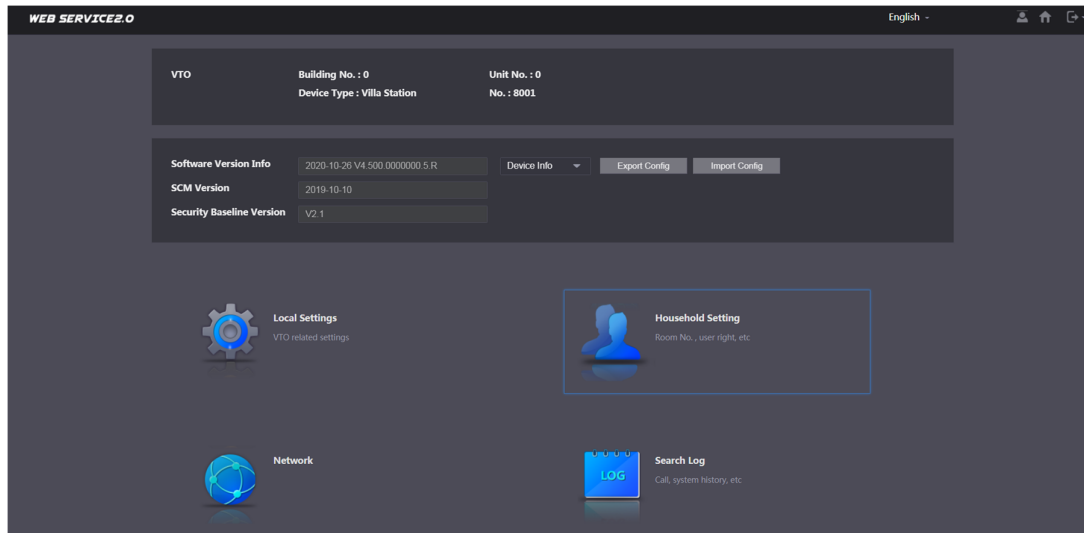 WEB SERVICE2.0 English
VTO Building No. : 0 Unit No. : 0
Device Type : Villa Station No. : 8001
Software Version Info 2020-10-26 V4.500.0000000.5.R Device Info Export Config Import Config
SCM Version 2019-10-10
Security Baseline Version V2.1
Local Settings
VTO related settings
Household Setting
Room No. , user right, etc
Network
LOG
Search Log
Call, system history, etc